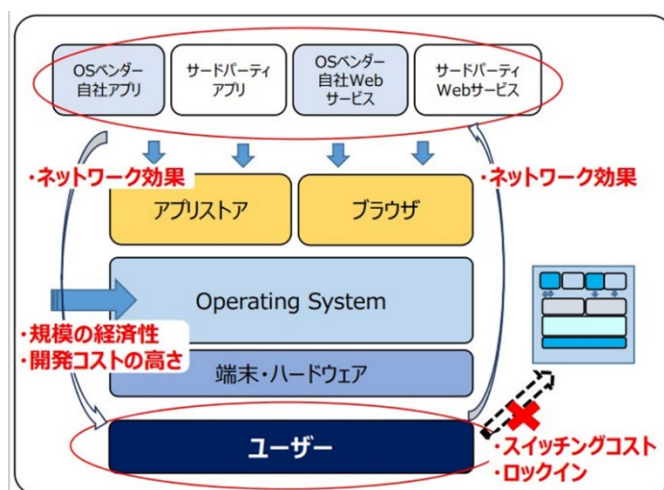 OSベンダー
自社アプリ
サードパーティ
アプリ
OSベンダー
自社Web
サービス
サードパーティ
Webサービス
・ネットワーク効果
・ネットワーク効果
アプリストア
ブラウザ
Operating System
・規模の経済性
・開発コストの高さ
端末・ハードウェア
ユーザー
・スイッチングコスト
・ロックイン